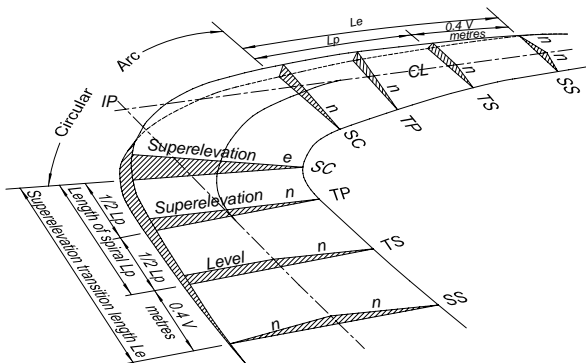 Le
Lp
0.4 V
metres
Arc
Circular
IP
CL
n
n
n
n
n
n
SS
TS
TP
SC
Superelevation
e
SC
Superelevation
n
TP
Level
n
TS
n
n
SS
1/2 Lp
1/2 Lp
0.4 V
metres
Length of spiral Lp
Superelevation transition length Le